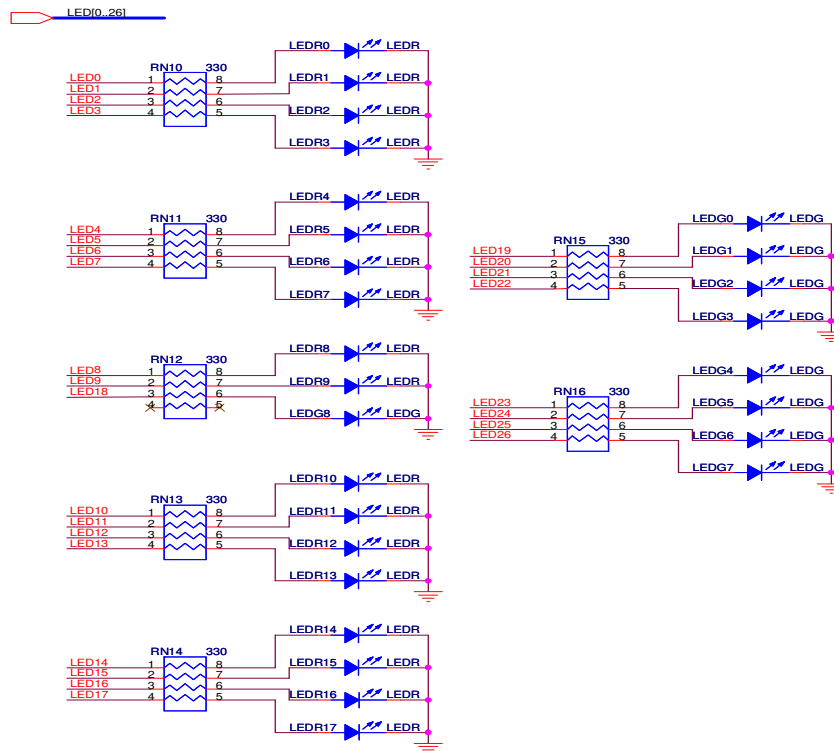 LED[0..26]
LEDR0 LEDR
RN10 330
LED0 1 8 LEDR1 LEDR
LED1 2 7
LED2 3 6 LEDR2 LEDR
LED3 4 5
LEDR3 LEDR
LEDR4 LEDR
RN11 330
LED4 1 8 LEDR5 LEDR
LED5 2 7
LED6 3 6 LEDR6 LEDR
LED7 4 5
LEDR7 LEDR
LEDR8 LEDR
RN12 330
LED8 1 8 LEDR9 LEDR
LED9 2 7
LED18 3 6 LEDG8 LEDG
4 5
LEDR10 LEDR
RN13 330
LED10 1 8 LEDR11 LEDR
LED11 2 7
LED12 3 6 LEDR12 LEDR
LED13 4 5
LEDR13 LEDR
LEDR14 LEDR
RN14 330
LED14 1 8 LEDR15 LEDR
LED15 2 7
LED16 3 6 LEDR16 LEDR
LED17 4 5
LEDR17 LEDR
LEDG0 LEDG
RN15 330
LED19 1 8 LEDG1 LEDG
LED20 2 7
LED21 3 6 LEDG2 LEDG
LED22 4 5
LEDG3 LEDG
LEDG4 LEDG
RN16 330
LED23 1 8 LEDG5 LEDG
LED24 2 7
LED25 3 6 LEDG6 LEDG
LED26 4 5
LEDG7 LEDG